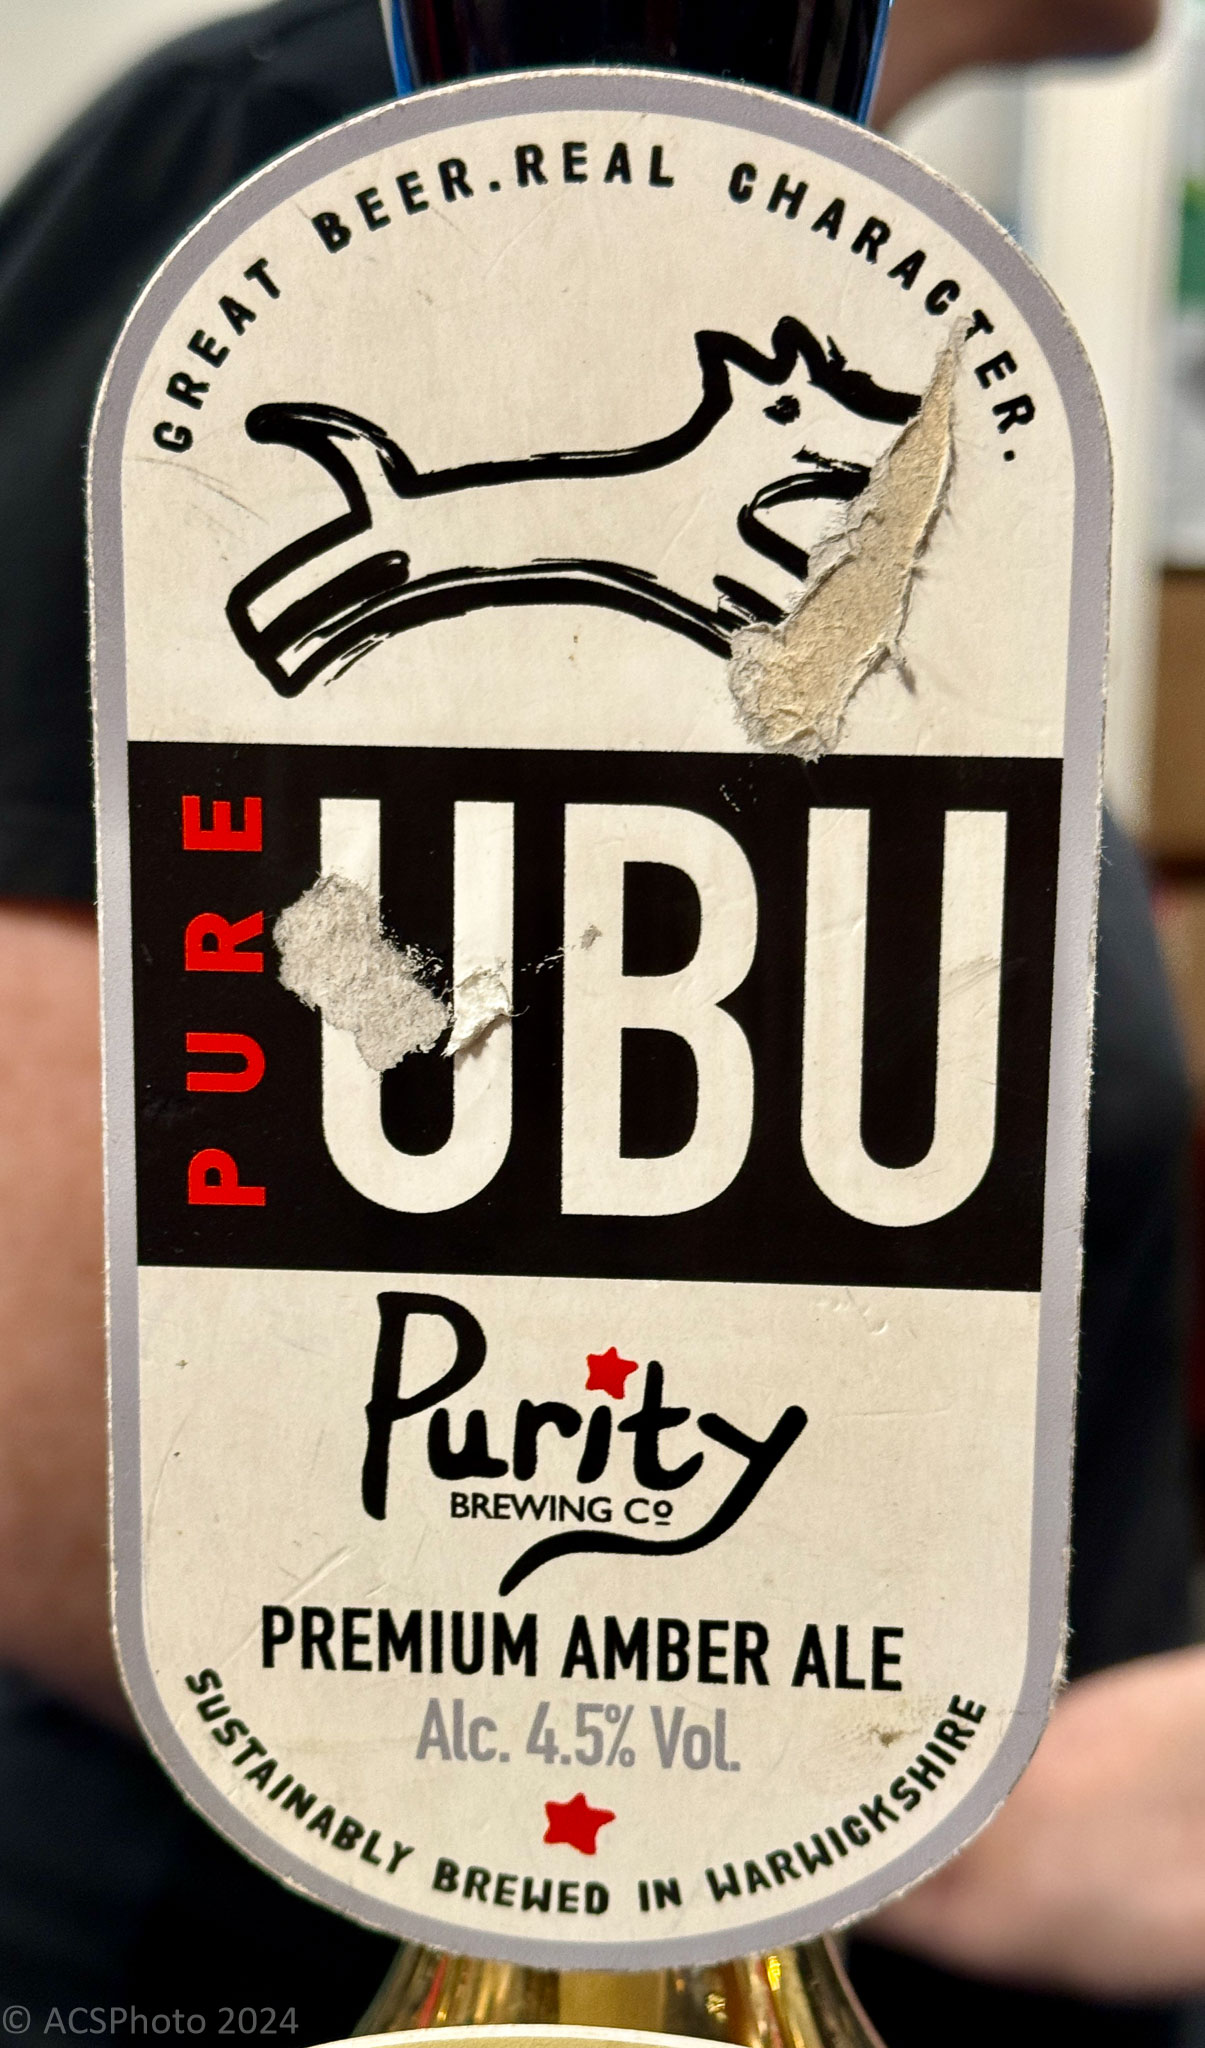 GREAT BEER.REAL CHARACTER.
PURE
UBU
Purity
BREWING Cº
PREMIUM AMBER ALE
Alc. 4.5% Vol.
SUSTAINABLY BREWED IN WARWICKSHIRE
© ACSPhoto 2024